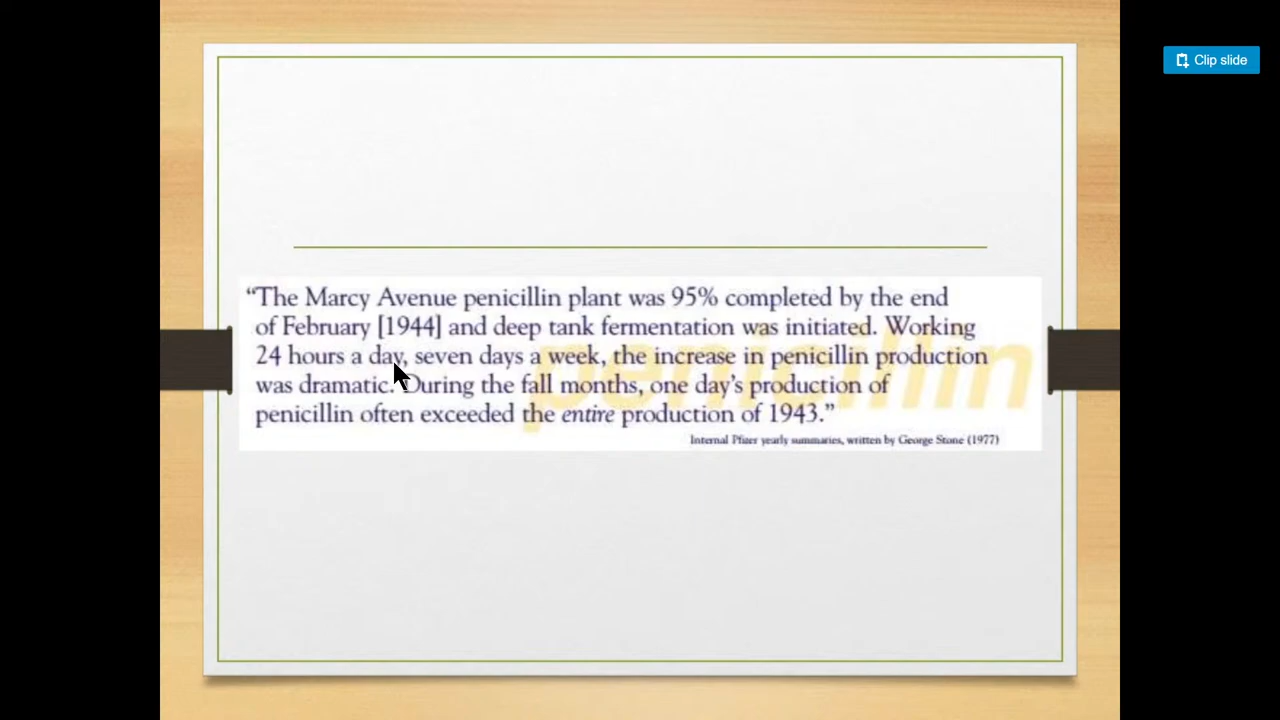 Clip slide
“The Marcy Avenue penicillin plant was 95% completed by the end
of February [1944] and deep tank fermentation was initiated. Working
24 hours a day, seven days a week, the increase in penicillin production
was dramatic. During the fall months, one day’s production of
penicillin often exceeded the entire production of 1943.”
penicillin
Internal Pfizer yearly summaries, written by George Stone (1977)